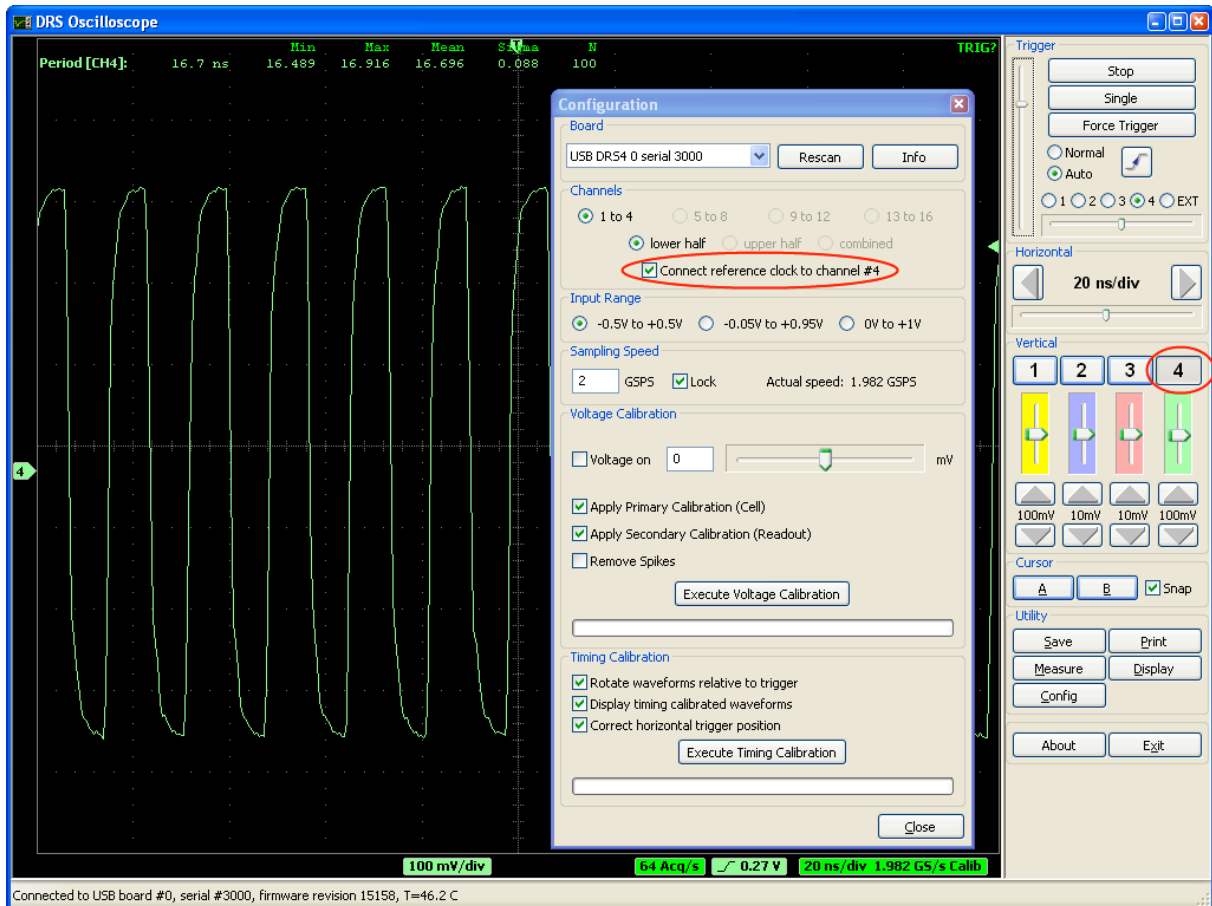 DRS Oscilloscope
Min Max Mean Sigma N TRIG?
Period [CH4]: 16.7 ns 16.489 16.916 16.696 0.088 100
T
4
100 mV/div 64 Acq/s 0.27 V 20 ns/div 1.982 GS/s Calib
Connected to USB board #0, serial #3000, firmware revision 15158, T=46.2 C
Configuration
Board
USB DRS4 0 serial 3000 Rescan Info
Channels
1 to 4 5 to 8 9 to 12 13 to 16
lower half upper half combined
Connect reference clock to channel #4
Input Range
-0.5V to +0.5V -0.05V to +0.95V 0V to +1V
Sampling Speed
2 GSPS Lock Actual speed: 1.982 GSPS
Voltage Calibration
Voltage on 0 mV
Apply Primary Calibration (Cell)
Apply Secondary Calibration (Readout)
Remove Spikes
Execute Voltage Calibration
Timing Calibration
Rotate waveforms relative to trigger
Display timing calibrated waveforms
Correct horizontal trigger position
Execute Timing Calibration
Close
Trigger
Stop
Single
Force Trigger
Normal
Auto
1 2 3 4 EXT
Horizontal
20 ns/div
Vertical
1 2 3 4
100mV 10mV 10mV 100mV
Cursor
A B Snap
Utility
Save Print
Measure Display
Config
About Exit